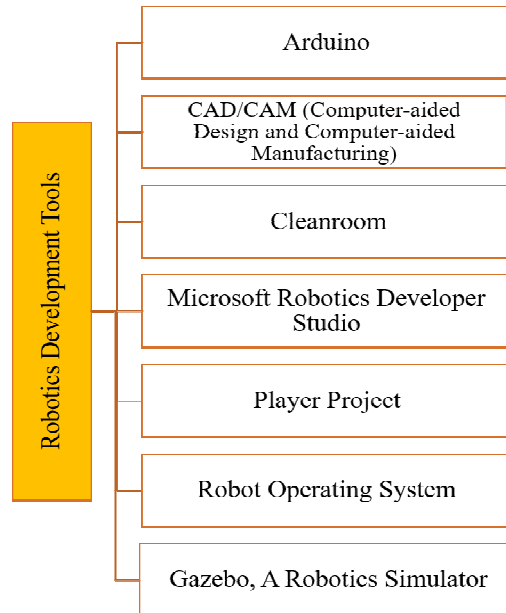 Robotics Development Tools
Arduino
CAD/CAM (Computer-aided
Design and Computer-aided
Manufacturing)
Cleanroom
Microsoft Robotics Developer
Studio
Player Project
Robot Operating System
Gazebo, A Robotics Simulator